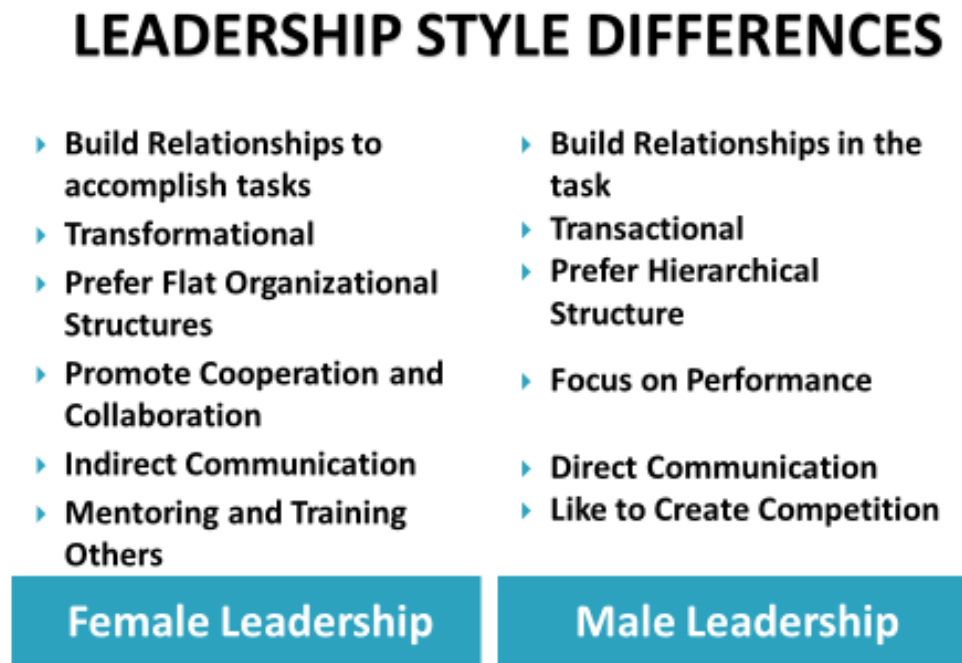 LEADERSHIP STYLE DIFFERENCES
Build Relationships to
accomplish tasks
Transformational
Prefer Flat Organizational
Structures
Promote Cooperation and
Collaboration
Indirect Communication
Mentoring and Training
Others
Female Leadership
Build Relationships in the
task
Transactional
Prefer Hierarchical
Structure
Focus on Performance
Direct Communication
Like to Create Competition
Male Leadership